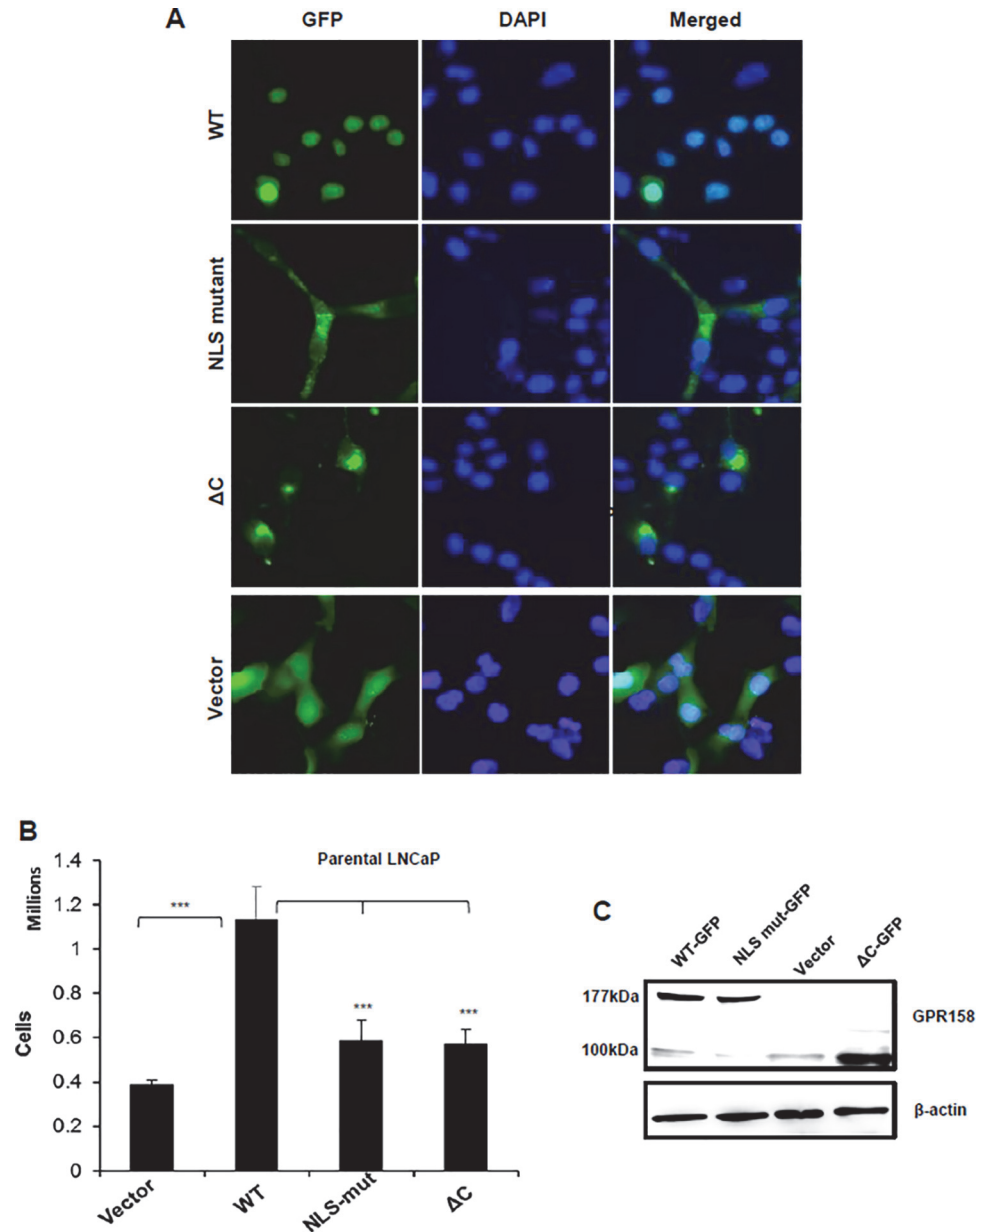 A
GFP DAPI Merged
WT
NLS mutant
ΔC
Vector
B
Millions
Cells
1.4
1.2
1
0.8
0.6
0.4
0.2
0
Parental LNCaP
***
***
***
Vector WT NLS-mut ΔC
C
WT-GFP NLS mut-GFP Vector ΔC-GFP
177kDa
100kDa
GPR158
β-actin